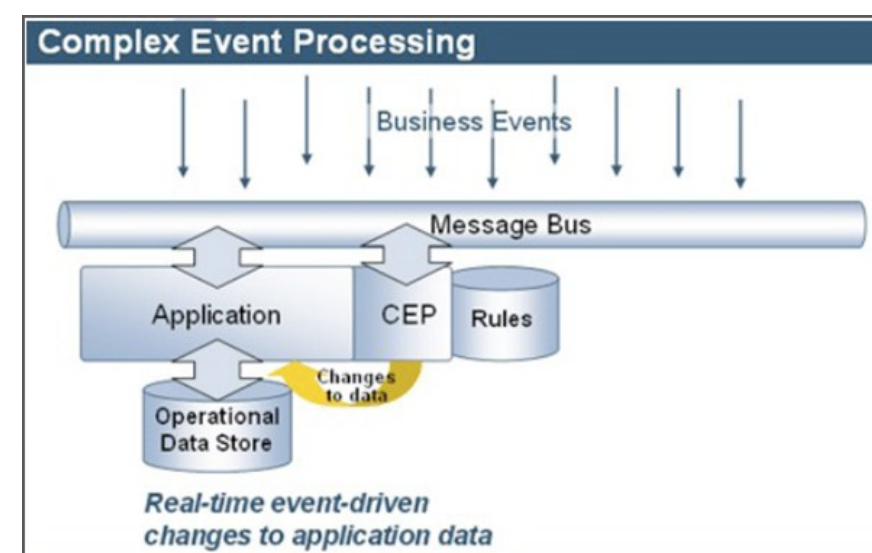 Complex Event Processing
Business Events
Message Bus
Application
CEP
Rules
Changes
to data
Operational
Data Store
Real-time event-driven
changes to application data